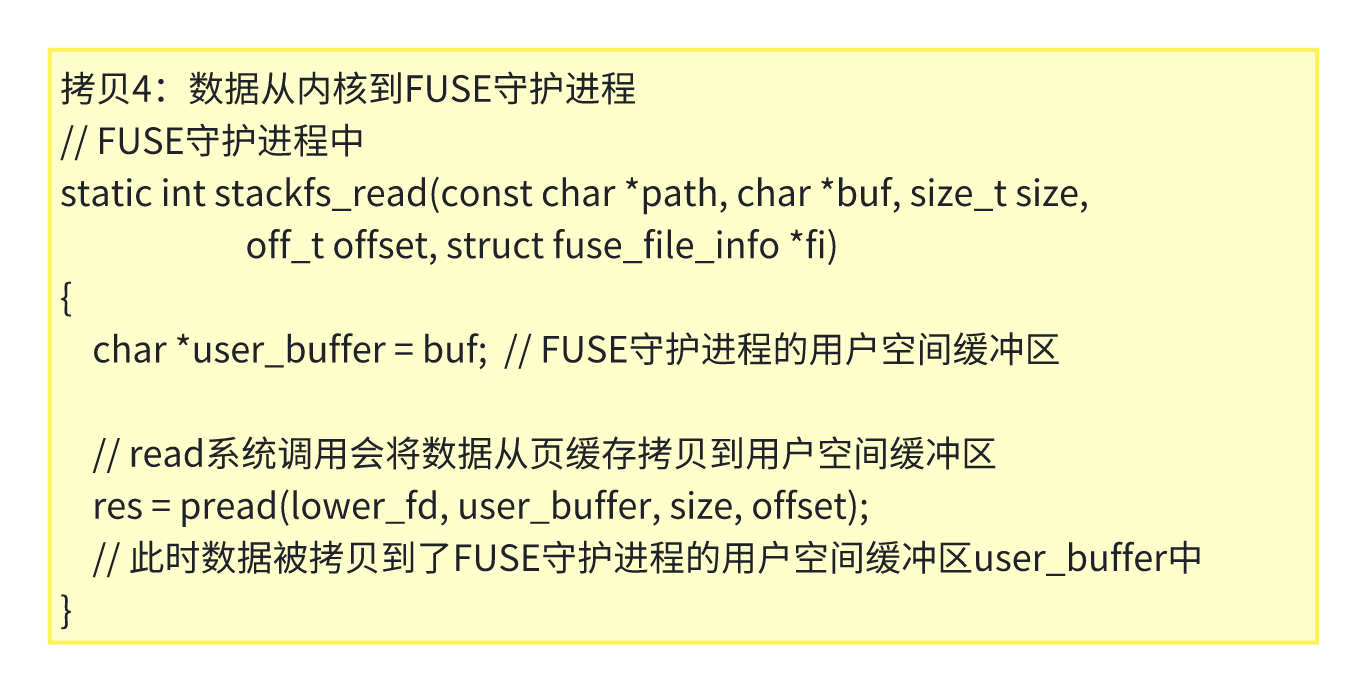 拷贝4：数据从内核到FUSE守护进程
// FUSE守护进程中
static int stackfs_read(const char *path, char *buf, size_t size,
off_t offset, struct fuse_file_info *fi)
{
char *user_buffer = buf;  // FUSE守护进程的用户空间缓冲区
// read系统调用会将数据从页缓存拷贝到用户空间缓冲区
res = pread(lower_fd, user_buffer, size, offset);
// 此时数据被拷贝到了FUSE守护进程的用户空间缓冲区user_buffer中
}